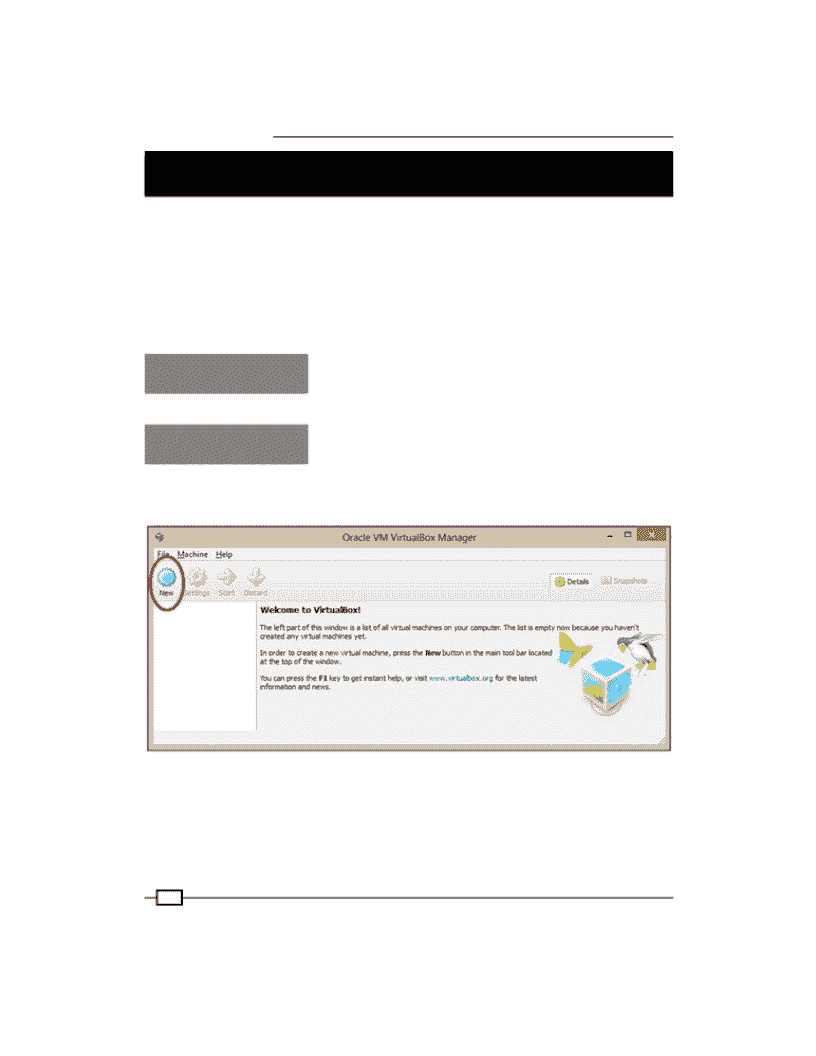 Oracle VM VirtualBox Manager
File Machine Help
New Settings Start Discard
Details Snapshots
Welcome to VirtualBox!
The left part of this window is a list of all virtual machines on your computer. The list is empty now because you haven't
created any virtual machines yet.
In order to create a new virtual machine, press the New button in the main tool bar located
at the top of the window.
You can press the F1 key to get instant help, or visit www.virtualbox.org for the latest
information and news.